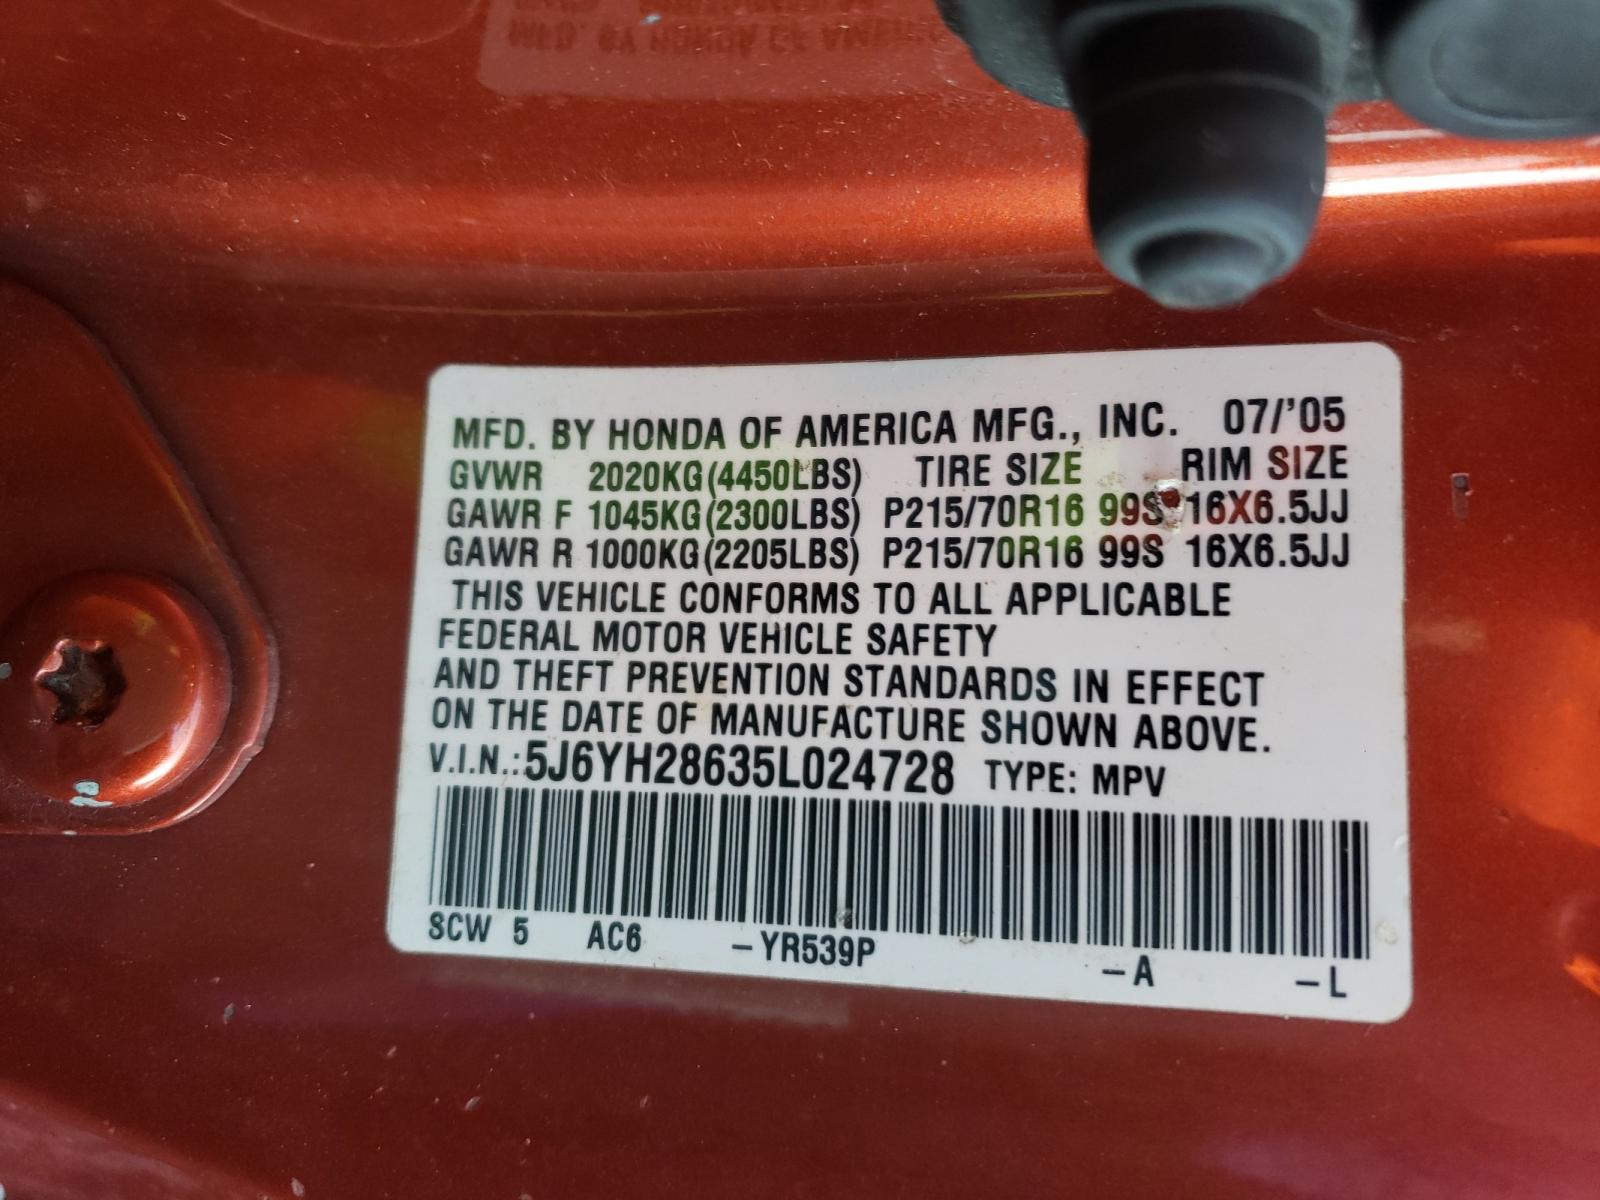 MFD. BY HONDA OF AMERICA MFG., INC. 07/'05
GVWR 2020KG(4450LBS) TIRE SIZE RIM SIZE
GAWR F 1045KG(2300LBS) P215/70R16 99S 16X6.5JJ
GAWR R 1000KG(2205LBS) P215/70R16 99S 16X6.5JJ
THIS VEHICLE CONFORMS TO ALL APPLICABLE
FEDERAL MOTOR VEHICLE SAFETY
AND THEFT PREVENTION STANDARDS IN EFFECT
ON THE DATE OF MANUFACTURE SHOWN ABOVE.
V.I.N.:5J6YH28635L024728 TYPE: MPV
SCW 5 AC6 -YR539P -A -L